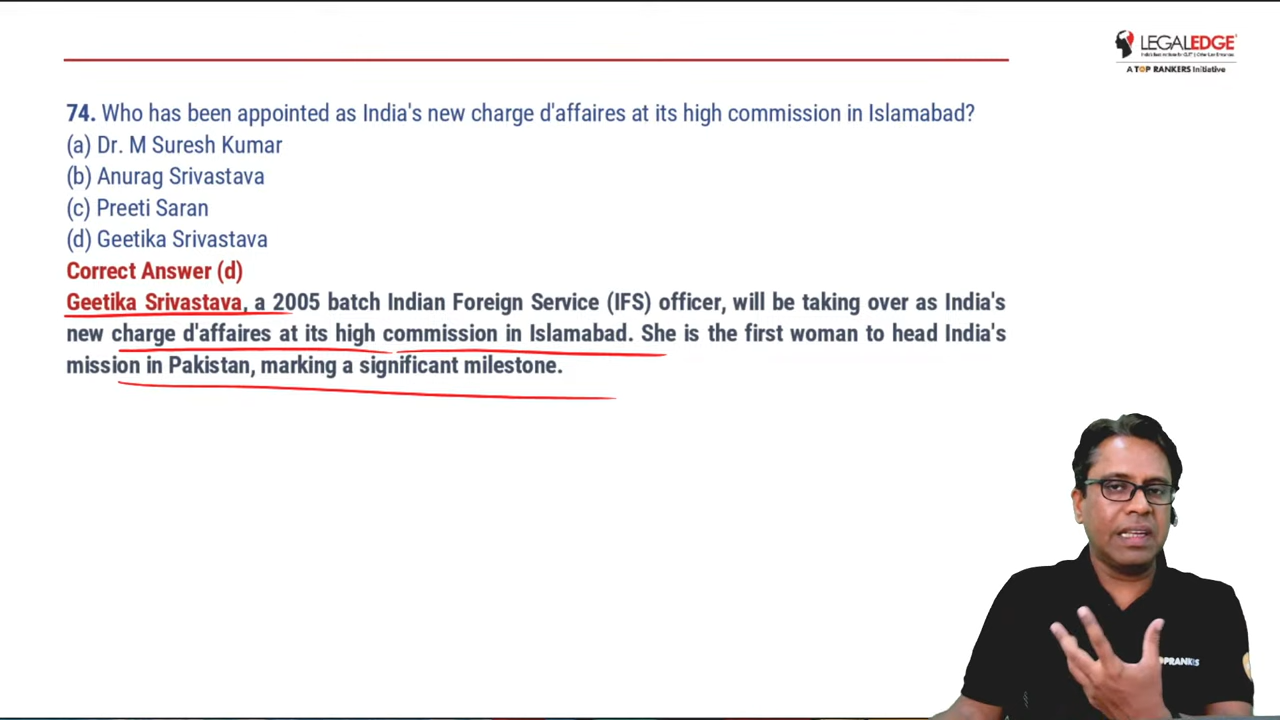 LEGALEDGE
A TOP RANKERS Initiative
74. Who has been appointed as India's new charge d'affaires at its high commission in Islamabad?
(a) Dr. M Suresh Kumar
(b) Anurag Srivastava
(c) Preeti Saran
(d) Geetika Srivastava
Correct Answer (d)
Geetika Srivastava, a 2005 batch Indian Foreign Service (IFS) officer, will be taking over as India's
new charge d'affaires at its high commission in Islamabad. She is the first woman to head India's
mission in Pakistan, marking a significant milestone.